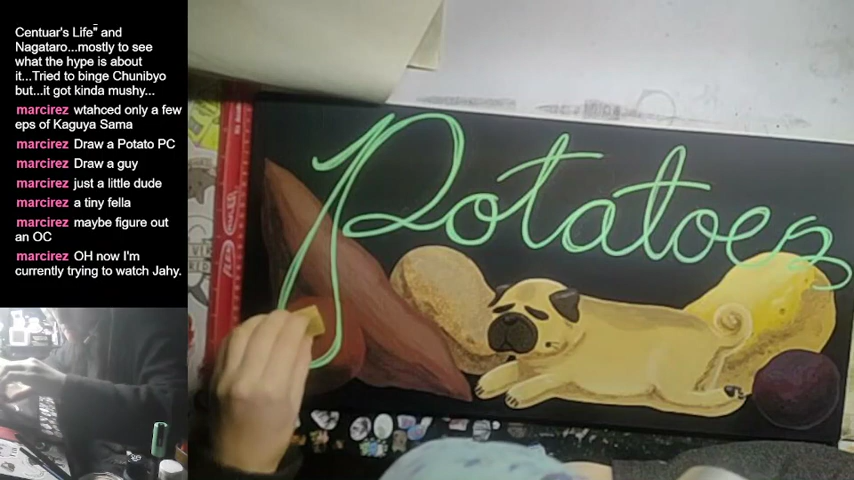 Centuar's Life" and
Nagataro...mostly to see
what the hype is about
it...Tried to binge Chunibyo
but...it got kinda mushy...
marcirez wtahced only a few
eps of Kaguya Sama
marcirez Draw a Potato PC
marcirez Draw a guy
marcirez just a little dude
marcirez a tiny fella
marcirez maybe figure out
an OC
marcirez OH now I'm
currently trying to watch Jahy.
Potatoes